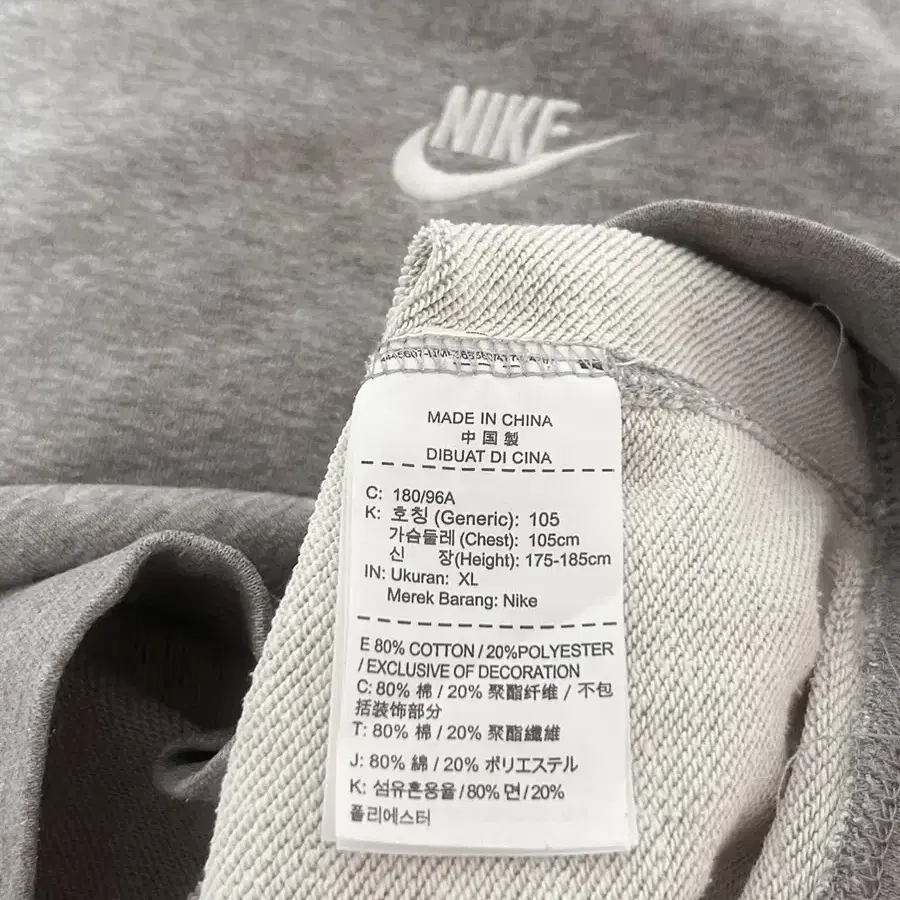 NIKE
MADE IN CHINA
中国製
DIBUAT DI CINA
C: 180/96A
K: 호칭 (Generic): 105
가슴둘레 (Chest): 105cm
신 장(Height): 175-185cm
IN: Ukuran: XL
Merek Barang: Nike
E 80% COTTON / 20%POLYESTER
/ EXCLUSIVE OF DECORATION
C: 80% 棉 / 20% 聚酯纤维 / 不包
括装饰部分
T: 80% 棉 / 20% 聚酯纖維
J: 80% 綿 / 20% ポリエステル
K: 섬유혼용율 / 80% 면 / 20%
폴리에스터